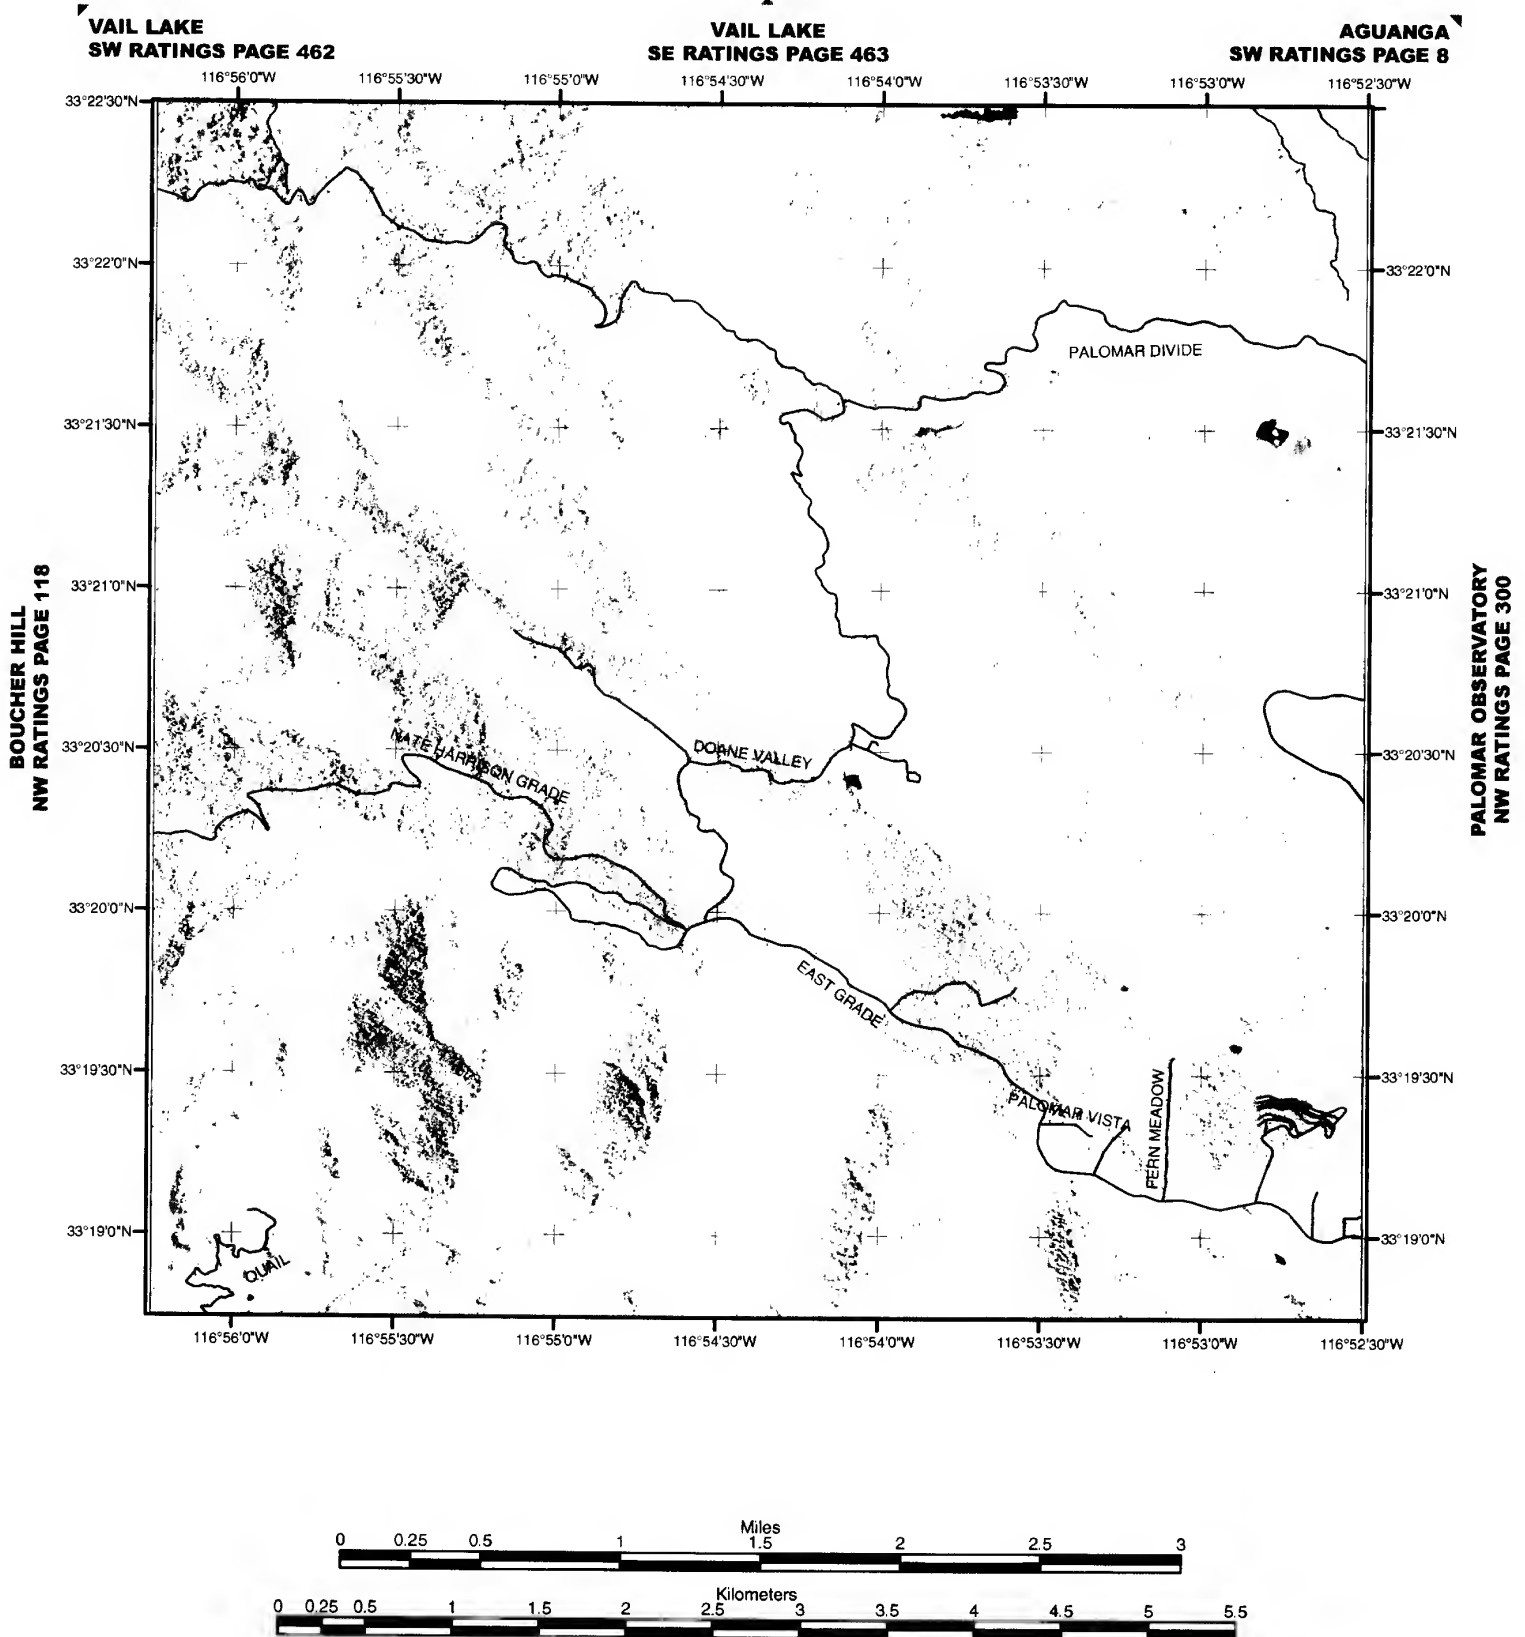 VAIL LAKE
SW RATINGS PAGE 462
VAIL LAKE
SE RATINGS PAGE 463
AGUANGA
SW RATINGS PAGE 8
116°56'0"W 116°55'30"W 116°55'0"W 116°54'30"W 116°54'0"W 116°53'30"W 116°53'0"W 116°52'30"W
33°22'30"N
33°22'0"N 33°22'0"N
PALOMAR DIVIDE
33°21'30"N 33°21'30"N
BOUCHER HILL
NW RATINGS PAGE 118
33°21'0"N 33°21'0"N
PALOMAR OBSERVATORY
NW RATINGS PAGE 300
NATE HARRISON GRADE
DOANE VALLEY
33°20'30"N 33°20'30"N
33°20'0"N 33°20'0"N
EAST GRADE
33°19'30"N 33°19'30"N
PALOMAR VISTA
FERN MEADOW
33°19'0"N 33°19'0"N
QUAIL
116°56'0"W 116°55'30"W 116°55'0"W 116°54'30"W 116°54'0"W 116°53'30"W 116°53'0"W 116°52'30"W
Miles
0 0.25 0.5 1 1.5 2 2.5 3
Kilometers
0 0.25 0.5 1 1.5 2 2.5 3 3.5 4 4.5 5 5.5